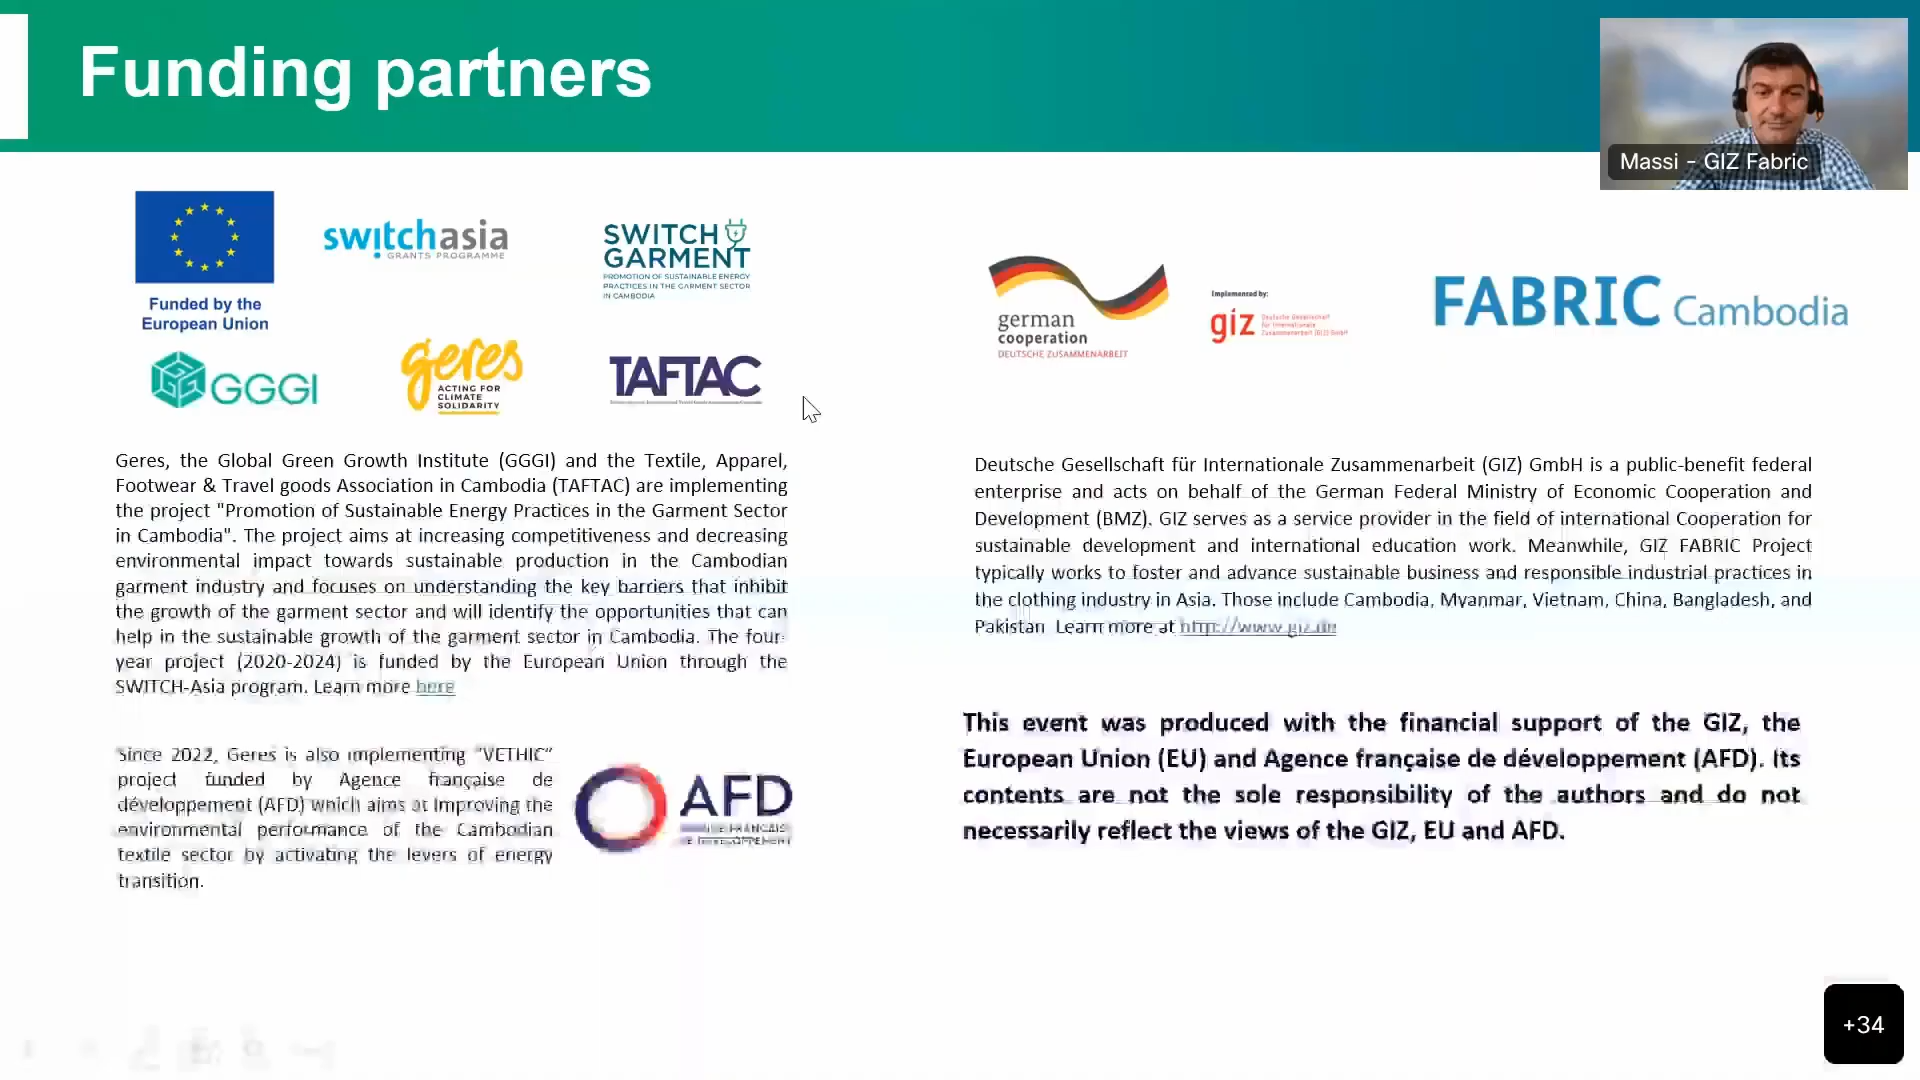 Funding partners
Massi - GIZ Fabric
Funded by the
European Union
switchasia
GRANTS PROGRAMME
SWITCH
GARMENT
PROMOTION OF SUSTAINABLE ENERGY
PRACTICES IN THE GARMENT SECTOR
IN CAMBODIA
GGGI
geres
ACTING FOR
CLIMATE
SOLIDARITY
TAFTAC
german
cooperation
DEUTSCHE ZUSAMMENARBEIT
Implemented by:
giz
Deutsche Gesellschaft
für Internationale
Zusammenarbeit (GIZ) GmbH
FABRIC Cambodia
Geres, the Global Green Growth Institute (GGGI) and the Textile, Apparel,
Footwear & Travel goods Association in Cambodia (TAFTAC) are implementing
the project "Promotion of Sustainable Energy Practices in the Garment Sector
in Cambodia". The project aims at increasing competitiveness and decreasing
environmental impact towards sustainable production in the Cambodian
garment industry and focuses on understanding the key barriers that inhibit
the growth of the garment sector and will identify the opportunities that can
help in the sustainable growth of the garment sector in Cambodia. The four-
year project (2020-2024) is funded by the European Union through the
SWITCH-Asia program. Learn more here
Since 2022, Geres is also implementing "VETHIC"
project funded by Agence française de
développement (AFD) which aims at improving the
environmental performance of the Cambodian
textile sector by activating the levers of energy
transition.
AFD
Deutsche Gesellschaft für Internationale Zusammenarbeit (GIZ) GmbH is a public-benefit federal
enterprise and acts on behalf of the German Federal Ministry of Economic Cooperation and
Development (BMZ). GIZ serves as a service provider in the field of international Cooperation for
sustainable development and international education work. Meanwhile, GIZ FABRIC Project
typically works to foster and advance sustainable business and responsible industrial practices in
the clothing industry in Asia. Those include Cambodia, Myanmar, Vietnam, China, Bangladesh, and
Pakistan Learn more at http://www.giz.de
This event was produced with the financial support of the GIZ, the
European Union (EU) and Agence française de développement (AFD). Its
contents are not the sole responsibility of the authors and do not
necessarily reflect the views of the GIZ, EU and AFD.
+34